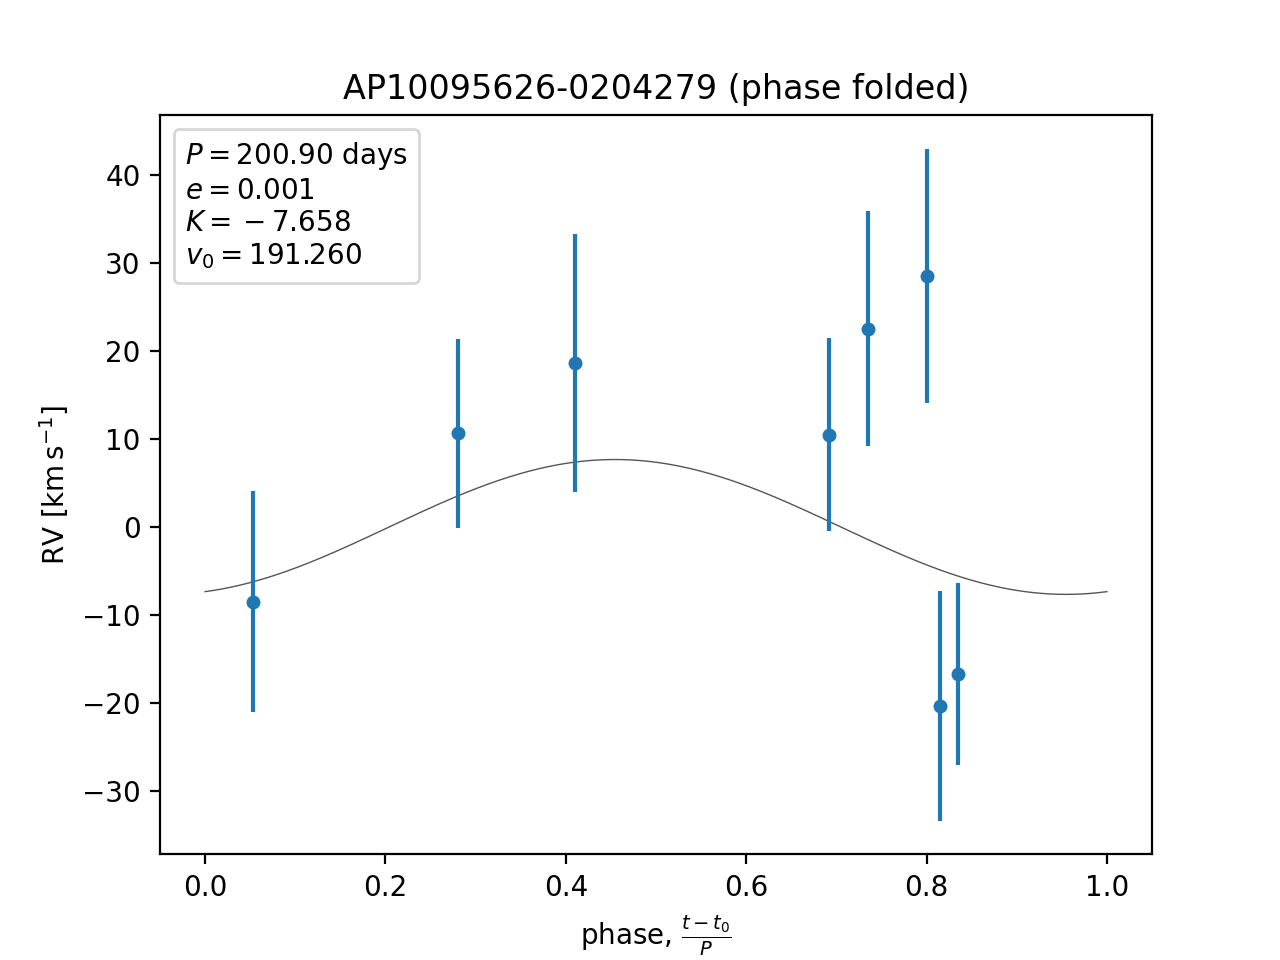 AP10095626-0204279 (phase folded)
P = 200.90 days
e = 0.001
K = −7.658
v₀ = 191.260
40
30
20
10
0
−10
−20
−30
RV [km s⁻¹]
0.0 0.2 0.4 0.6 0.8 1.0
phase, (t − t₀)/P